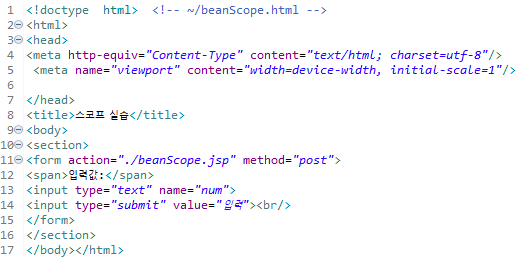 1 <!doctype  html>  <!-- ~/beanScope.html -->
2 <html>
3 <head>
4 <meta http-equiv="Content-Type" content="text/html; charset=utf-8"/>
5  <meta name="viewport" content="width=device-width, initial-scale=1"/>
6
7 </head>
8 <title>스코프 실습</title>
9 <body>
10 <section>
11 <form action="./beanScope.jsp" method="post">
12 <span>입력값:</span>
13 <input type="text" name="num">
14 <input type="submit" value="입력"><br/>
15 </form>
16 </section>
17 </body></html>